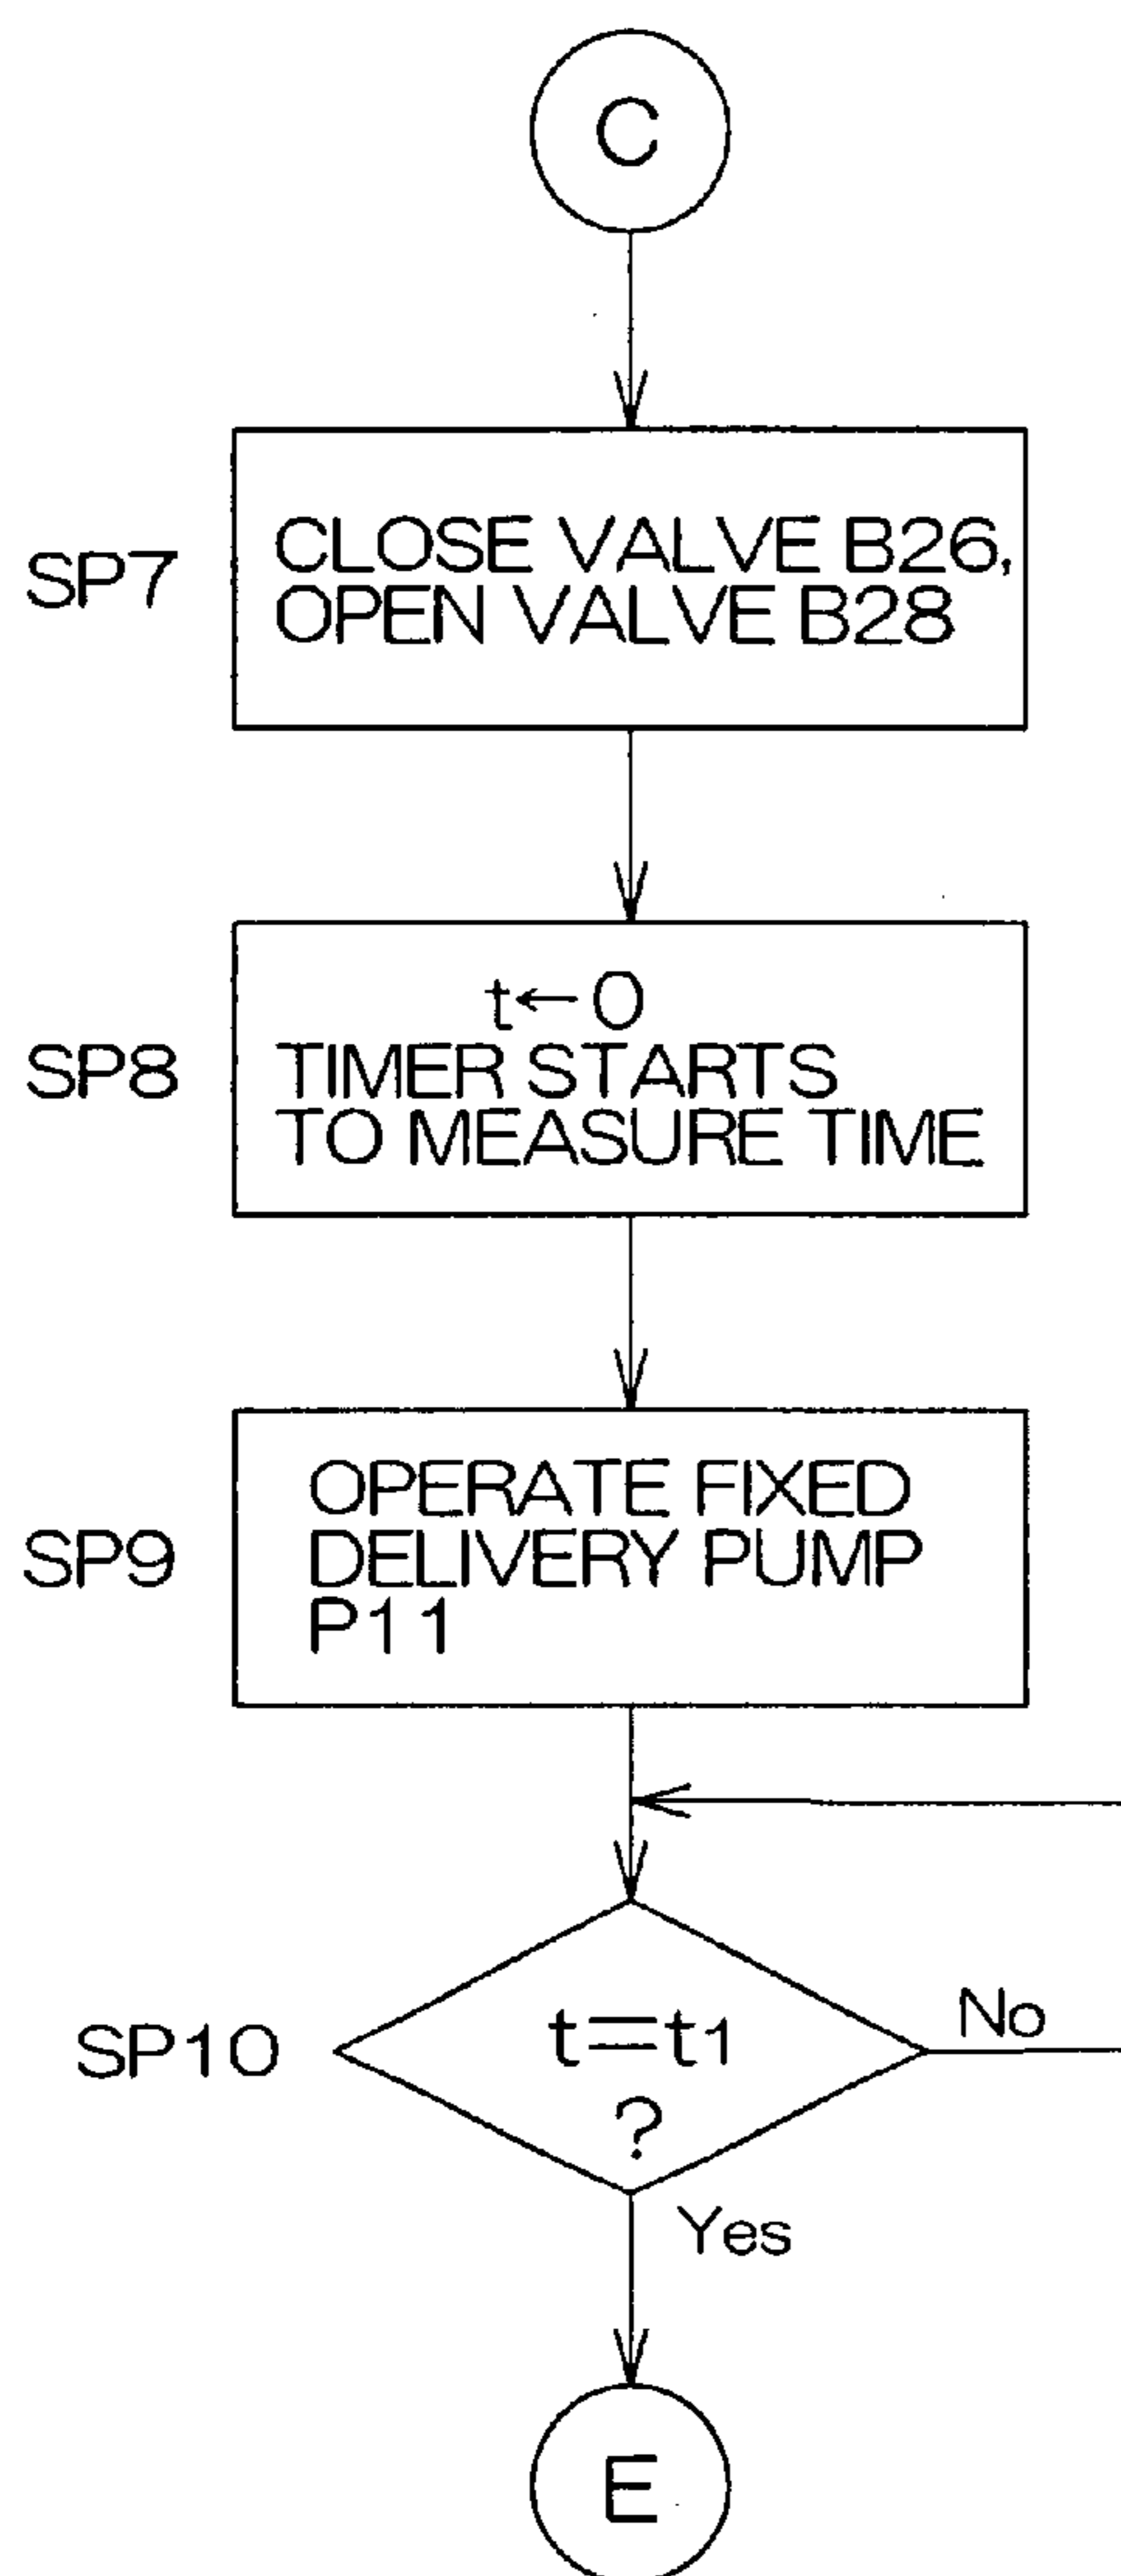 C
SP7
CLOSE VALVE B26,
OPEN VALVE B28
SP8
t←0
TIMER STARTS
TO MEASURE TIME
SP9
OPERATE FIXED
DELIVERY PUMP
P11
SP10
t=t1
?
No
Yes
E